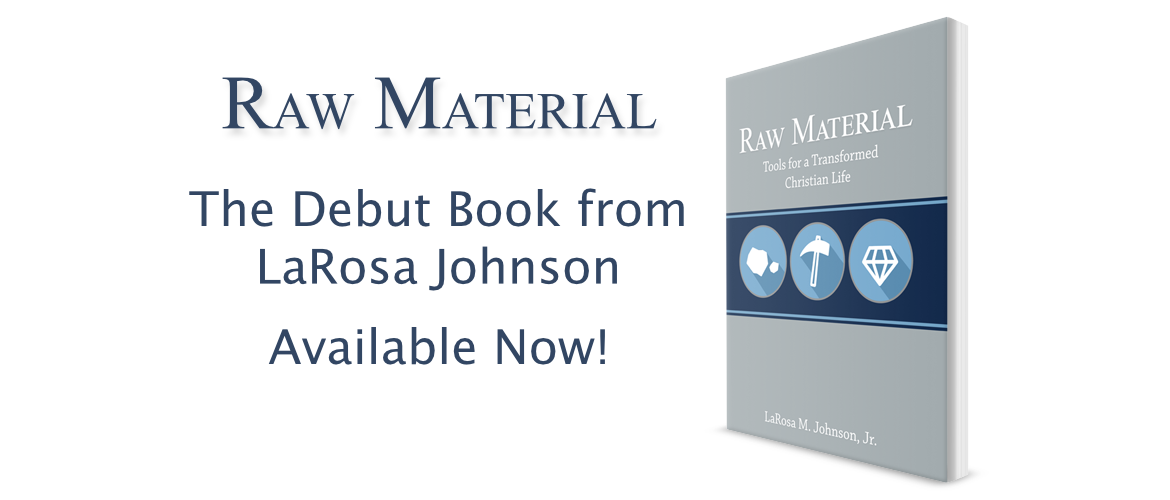 Raw Material
The Debut Book from
LaRosa Johnson
Available Now!
Raw Material
Tools for a Transformed
Christian Life
LaRosa M. Johnson, Jr.